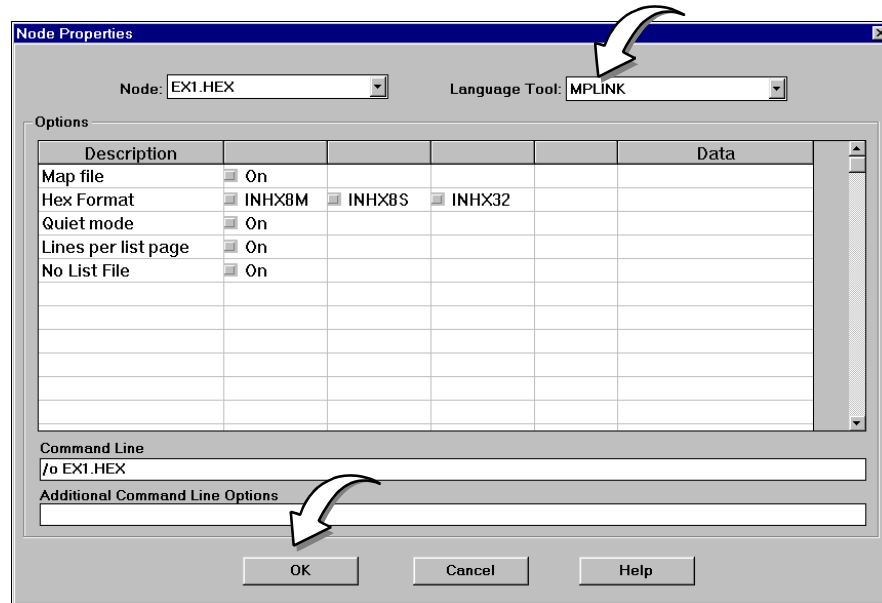 Node Properties
Node: EX1.HEX Language Tool: MPLINK
Options
Description Data
Map file On
Hex Format INHX8M INHX8S INHX32
Quiet mode On
Lines per list page On
No List File On
Command Line
/o EX1.HEX
Additional Command Line Options
OK Cancel Help